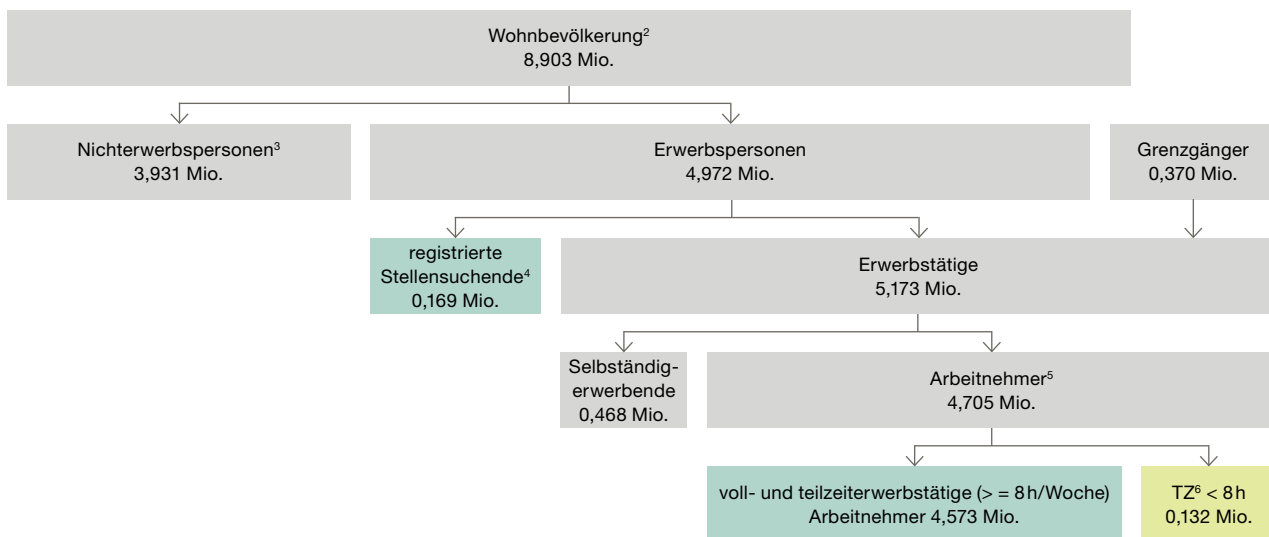 Wohnbevölkerung²
8,903 Mio.
Nichterwerbspersonen³
3,931 Mio.
Erwerbspersonen
4,972 Mio.
Grenzgänger
0,370 Mio.
registrierte
Stellensuchende⁴
0,169 Mio.
Erwerbstätige
5,173 Mio.
Selbständig-
erwerbende
0,468 Mio.
Arbeitnehmer⁵
4,705 Mio.
voll- und teilzeiterwerbstätige (> = 8 h/Woche)
Arbeitnehmer 4,573 Mio.
TZ⁶ < 8 h
0,132 Mio.